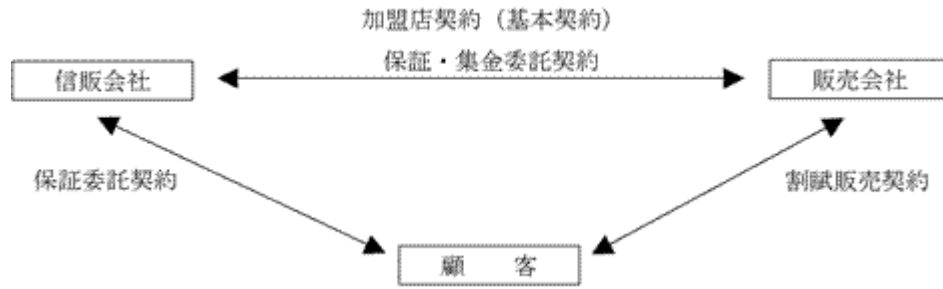 加盟店契約（基本契約）
保証・集金委託契約
信販会社
販売会社
保証委託契約
割賦販売契約
顧　　客